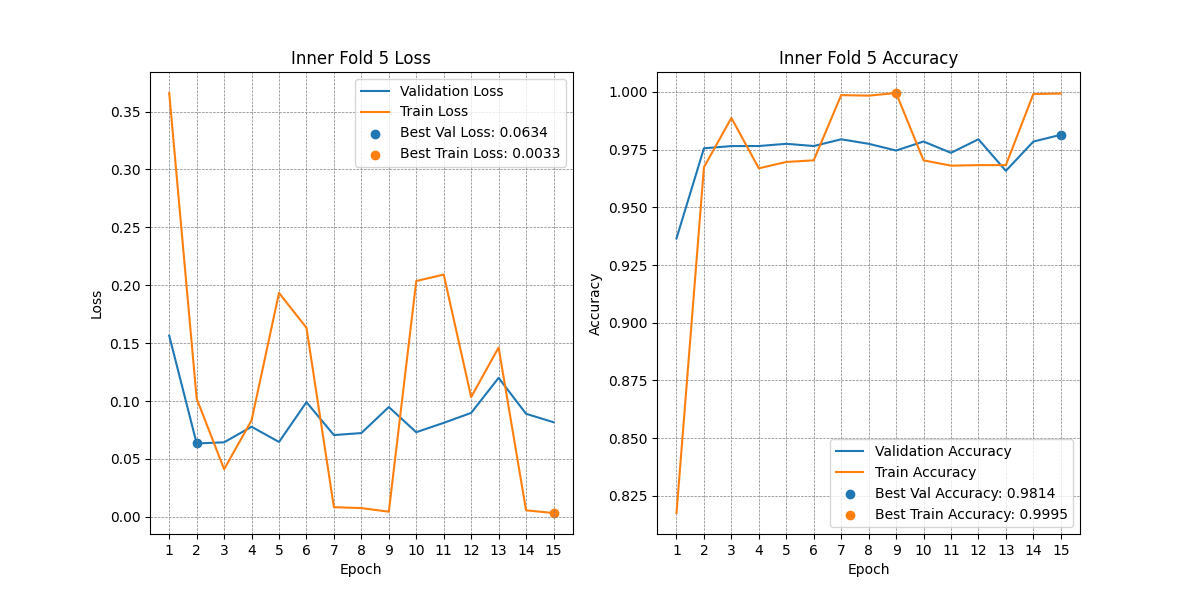 Inner Fold 5 Loss
0.35
0.30
0.25
0.20
0.15
0.10
0.05
0.00
Loss
Validation Loss
Train Loss
Best Val Loss: 0.0634
Best Train Loss: 0.0033
1 2 3 4 5 6 7 8 9 10 11 12 13 14 15
Epoch
Inner Fold 5 Accuracy
1.000
0.975
0.950
0.925
0.900
0.875
0.850
0.825
Accuracy
Validation Accuracy
Train Accuracy
Best Val Accuracy: 0.9814
Best Train Accuracy: 0.9995
1 2 3 4 5 6 7 8 9 10 11 12 13 14 15
Epoch